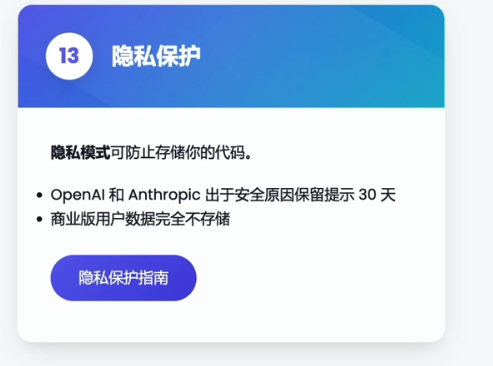 13 隐私保护
隐私模式可防止存储你的代码。
• OpenAI 和 Anthropic 出于安全原因保留提示 30 天
• 商业版用户数据完全不存储
隐私保护指南